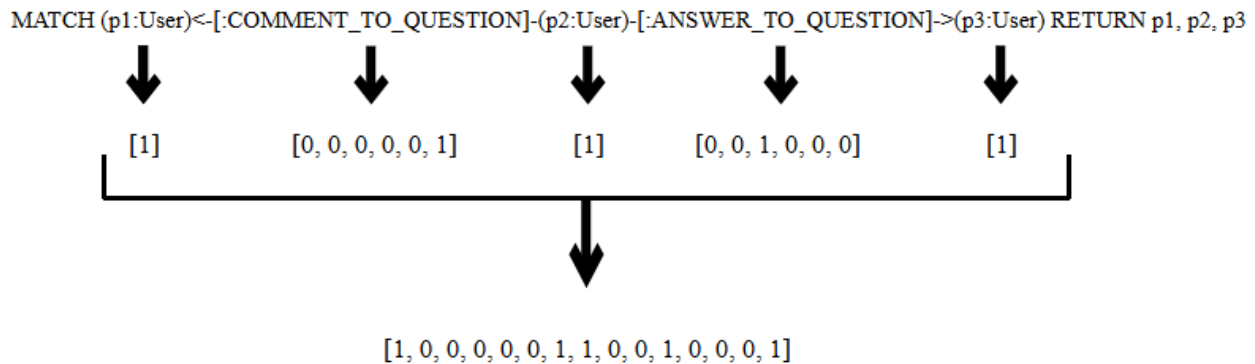 MATCH (p1:User)<-[:COMMENT_TO_QUESTION]-(p2:User)-[:ANSWER_TO_QUESTION]->(p3:User) RETURN p1, p2, p3
[1] [0, 0, 0, 0, 0, 1] [1] [0, 0, 1, 0, 0, 0] [1]
[1, 0, 0, 0, 0, 0, 1, 1, 0, 0, 1, 0, 0, 0, 1]